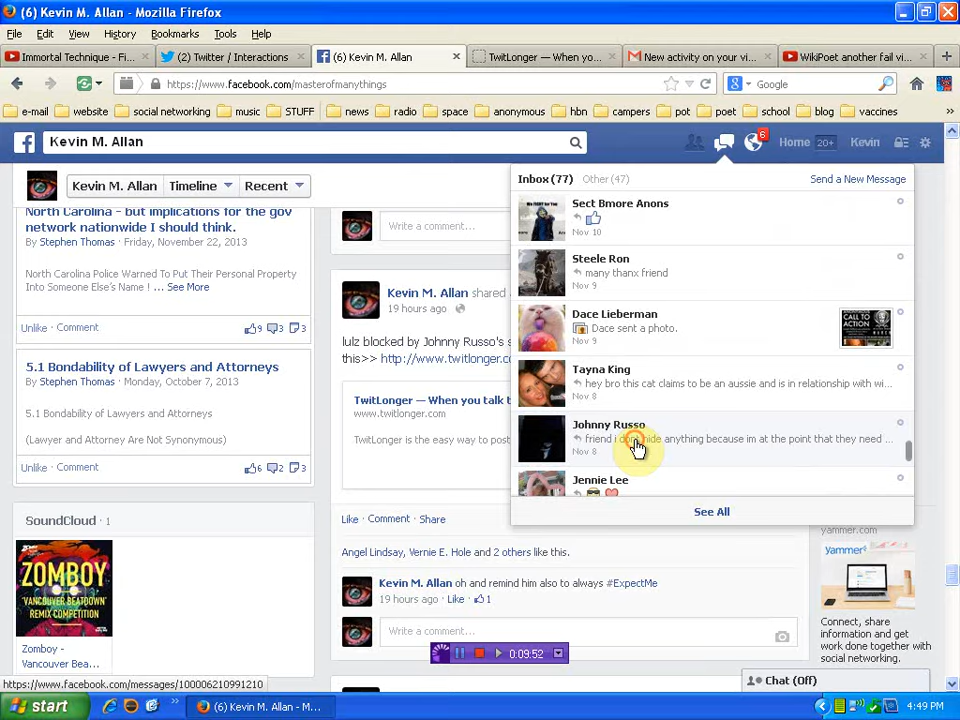 (6) Kevin M. Allan - Mozilla Firefox
File Edit View History Bookmarks Tools Help
Immortal Technique - Fi...
(2) Twitter / Interactions
(6) Kevin M. Allan
TwitLonger — When yo...
New activity on your vi...
WikiPoet another fail vi...
https://www.facebook.com/masterofmanythings
Google
e-mail website social networking music STUFF news radio space anonymous hbn campers pot poet school blog vaccines
Kevin M. Allan
6
Home 20+ Kevin
Kevin M. Allan Timeline Recent
Inbox (77) Other (47) Send a New Message
North Carolina - but implications for the gov
network nationwide I should think.
By Stephen Thomas · Friday, November 22, 2013
North Carolina Police Warned To Put Their Personal Property
Into Someone Else's Name ! ... See More
Unlike · Comment 9 3 3
5.1 Bondability of Lawyers and Attorneys
By Stephen Thomas · Monday, October 7, 2013
5.1 Bondability of Lawyers and Attorneys
(Lawyer and Attorney Are Not Synonymous)
Unlike · Comment 6 2 3
SoundCloud · 1
ZOMBOY
'VANCOUVER BEATDOWN'
REMIX COMPETITION
Zomboy -
Vancouver Bea...
Write a comment...
Kevin M. Allan shared a
19 hours ago
lulz blocked by Johnny Russo's s
this>> http://www.twitlonger.co
TwitLonger — When you talk t
www.twitlonger.com
TwitLonger is the easy way to po
Like · Comment · Share
Angel Lindsay, Vernie E. Hole and 2 others like this.
Kevin M. Allan oh and remind him also to always #ExpectMe
19 hours ago · Like · 1
Write a comment...
Sect Bmore Anons
Nov 10
Steele Ron
many thanx friend
Nov 9
Dace Lieberman
Dace sent a photo.
Nov 9
CALL TO
ACTION
Tayna King
hey bro this cat claims to be an aussie and is in relationship with wi...
Nov 8
Johnny Russo
friend i dont hide anything because im at the point that they need ...
Nov 8
Jennie Lee
See All
yammer.com
yammer
Connect, share
information and get
work done together with
social networking.
0:09:52
Chat (Off)
https://www.facebook.com/messages/100006210991210
start
(6) Kevin M. Allan - M...
4:49 PM